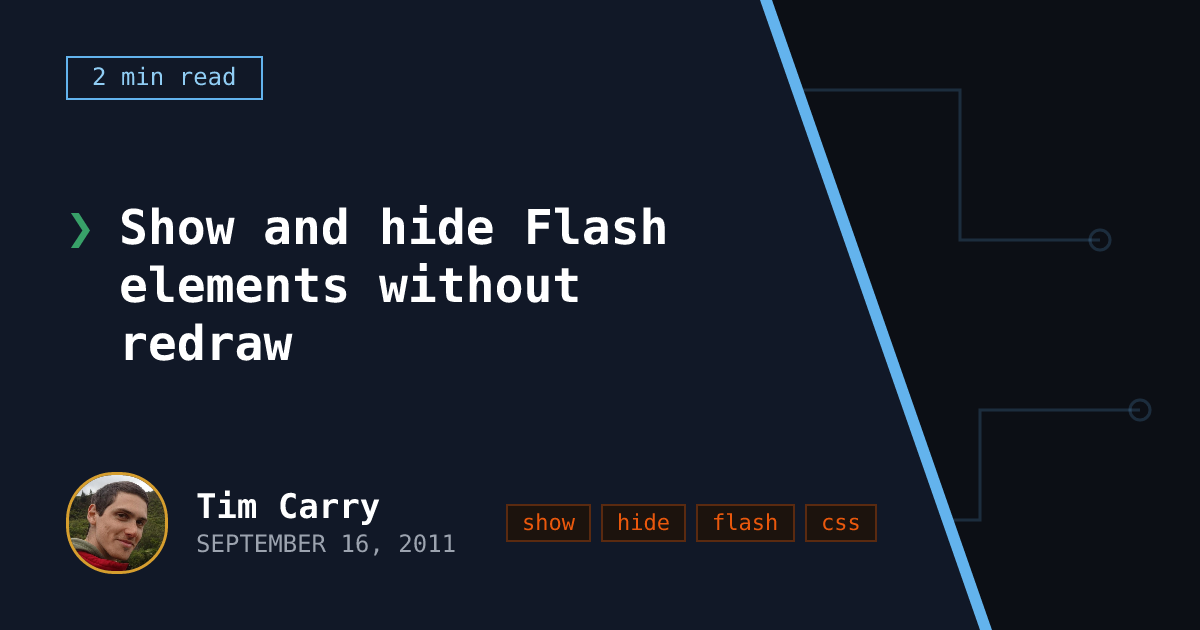 2 min read
❯ Show and hide Flash
elements without
redraw
Tim Carry
SEPTEMBER 16, 2011
show hide flash css